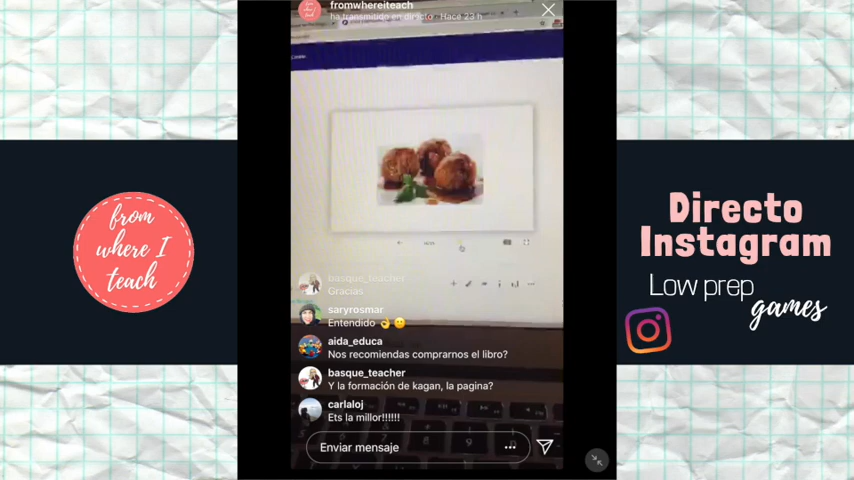 fromwhereiteach
ha transmitido en directo · Hace 23 h
from
where I
teach
Directo
Instagram
Low prep
games
basque_teacher
Gracias
saryrosmar
Entendido 👌🙂
aida_educa
Nos recomiendas comprarnos el libro?
basque_teacher
Y la formación de kagan, la pagina?
carlaloj
Ets la millor!!!!!!
Enviar mensaje